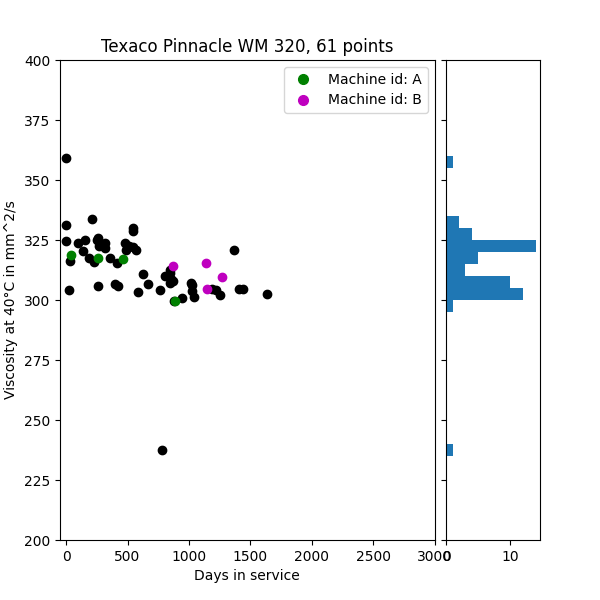 Texaco Pinnacle WM 320, 61 points
Machine id: A
Machine id: B
Viscosity at 40°C in mm^2/s
400
375
350
325
300
275
250
225
200
0 500 1000 1500 2000 2500 3000
0 10
Days in service